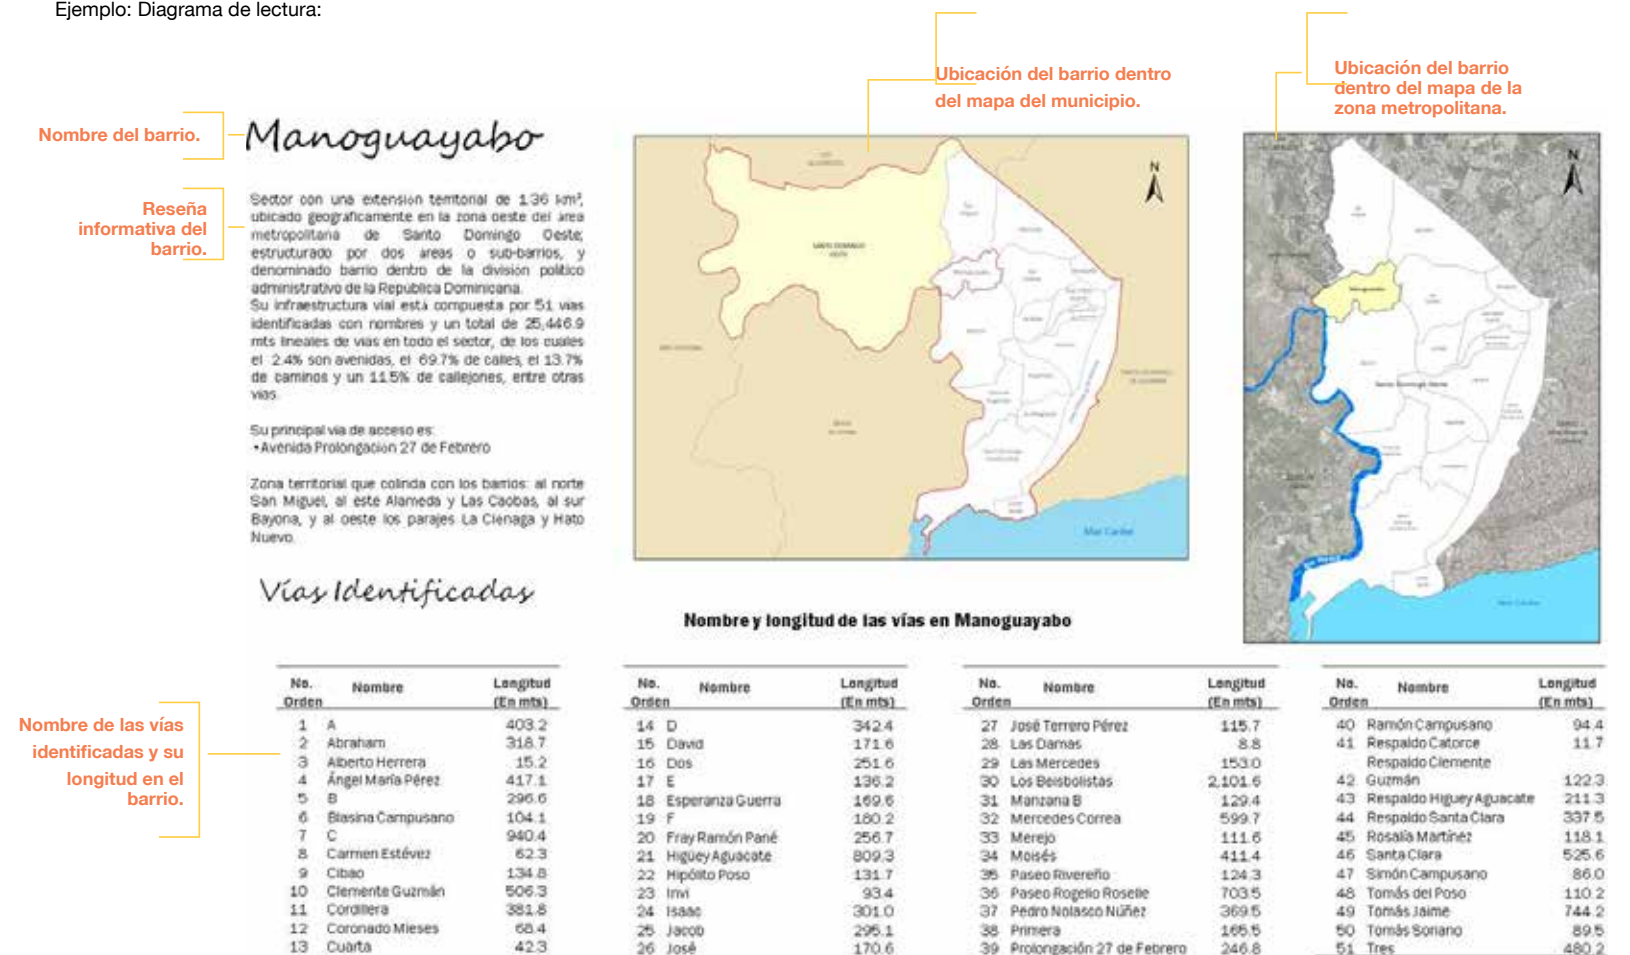 Ejemplo: Diagrama de lectura:
Ubicación del barrio dentro
del mapa del municipio.
Ubicación del barrio
dentro del mapa de la
zona metropolitana.
Nombre del barrio.
Manoguayabo
Reseña
informativa del
barrio.
Sector con una extensión territorial de 1.36 km²,
ubicado geograficamente en la zona oeste del area
metropolitana de Santo Domingo Oeste;
estructurado por dos areas o sub-barrios, y
denominado barrio dentro de la división político
administrativo de la República Dominicana.
Su infraestructura vial está compuesta por 51 vias
identificadas con nombres y un total de 25,446.9
mts lineales de vias en todo el sector, de los cuales
el 2.4% son avenidas, el 69.7% de calles, el 13.7%
de caminos y un 11.5% de callejones, entre otras
vias.
Su principal via de acceso es:
• Avenida Prolongación 27 de Febrero
Zona territorial que colinda con los barrios: al norte
San Miguel, al este Alameda y Las Caobas, al sur
Bayona, y al oeste los parajes La Cienaga y Hato
Nuevo.
N
SANTO DOMINGO
OESTE
Manoguayabo
Mar Caribe
N
Manoguayabo
Santo Domingo Oeste
Mar Caribe
Vías Identificadas
Nombre y longitud de las vías en Manoguayabo
Nombre de las vías
identificadas y su
longitud en el
barrio.
No. Orden Nombre Longitud (En mts)
1 A 403.2
2 Abraham 318.7
3 Alberto Herrera 15.2
4 Ángel María Pérez 417.1
5 B 296.6
6 Blasina Campusano 104.1
7 C 940.4
8 Carmen Estévez 62.3
9 Cibao 134.8
10 Clemente Guzmán 506.3
11 Cordillera 381.8
12 Coronado Mieses 68.4
13 Cuarta 42.3
No. Orden Nombre Longitud (En mts)
14 D 342.4
15 David 171.6
16 Dos 251.6
17 E 136.2
18 Esperanza Guerra 169.6
19 F 180.2
20 Fray Ramón Pané 256.7
21 Higüey Aguacate 809.3
22 Hipólito Poso 131.7
23 Invi 93.4
24 Isaac 301.0
25 Jacob 295.1
26 José 170.6
No. Orden Nombre Longitud (En mts)
27 José Terrero Pérez 115.7
28 Las Damas 8.8
29 Las Mercedes 153.0
30 Los Beisbolistas 2,101.6
31 Manzana B 129.4
32 Mercedes Correa 599.7
33 Merejo 111.6
34 Moisés 411.4
35 Paseo Rivereño 124.3
36 Paseo Rogelio Roselle 703.5
37 Pedro Nolasco Núñez 369.5
38 Primera 165.5
39 Prolongación 27 de Febrero 246.8
No. Orden Nombre Longitud (En mts)
40 Ramón Campusano 94.4
41 Respaldo Catorce 11.7
Respaldo Clemente
42 Guzmán 122.3
43 Respaldo Higuey Aguacate 211.3
44 Respaldo Santa Clara 337.5
45 Rosalía Martínez 118.1
46 Santa Clara 525.6
47 Simón Campusano 86.0
48 Tomás del Poso 110.2
49 Tomás Jaime 744.2
50 Tomás Soriano 89.5
51 Tres 480.2